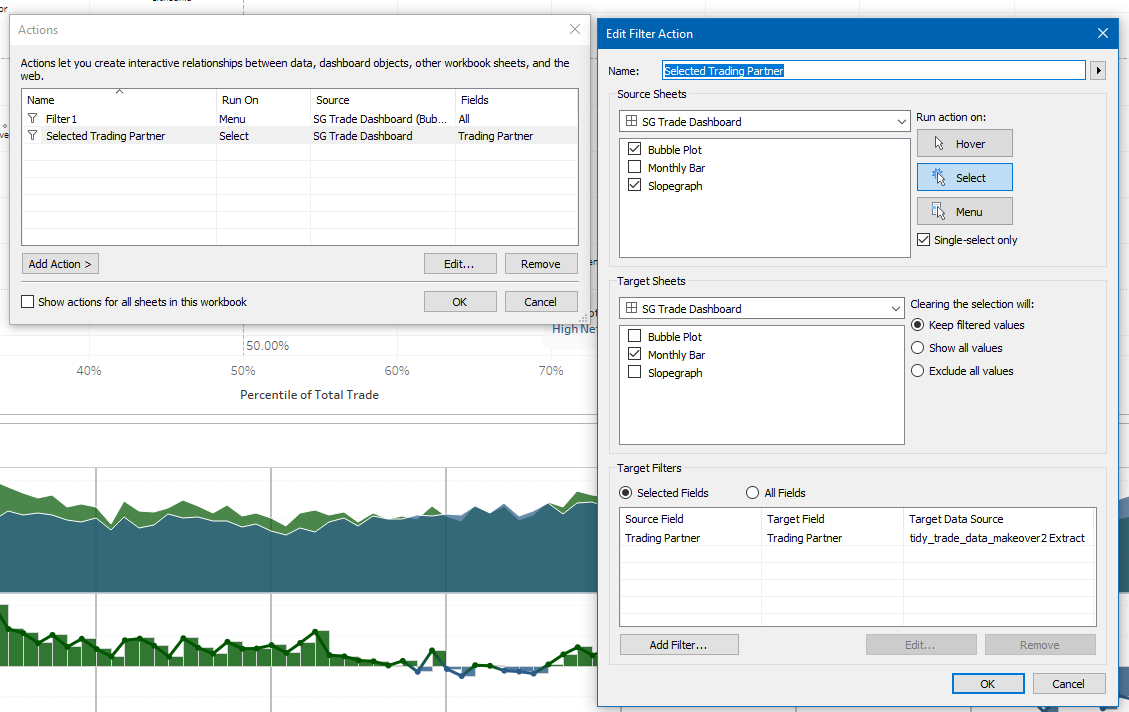 Actions
Actions let you create interactive relationships between data, dashboard objects, other workbook sheets, and the
web.
Name Run On Source Fields
Filter1 Menu SG Trade Dashboard (Bub... All
Selected Trading Partner Select SG Trade Dashboard Trading Partner
Add Action > Edit... Remove
Show actions for all sheets in this workbook OK Cancel
High Net
50.00%
40% 50% 60% 70%
Percentile of Total Trade
Edit Filter Action
Name: Selected Trading Partner
Source Sheets
SG Trade Dashboard
Bubble Plot
Monthly Bar
Slopegraph
Run action on:
Hover
Select
Menu
Single-select only
Target Sheets
SG Trade Dashboard
Bubble Plot
Monthly Bar
Slopegraph
Clearing the selection will:
Keep filtered values
Show all values
Exclude all values
Target Filters
Selected Fields All Fields
Source Field Target Field Target Data Source
Trading Partner Trading Partner tidy_trade_data_makeover2 Extract
Add Filter... Edit... Remove
OK Cancel